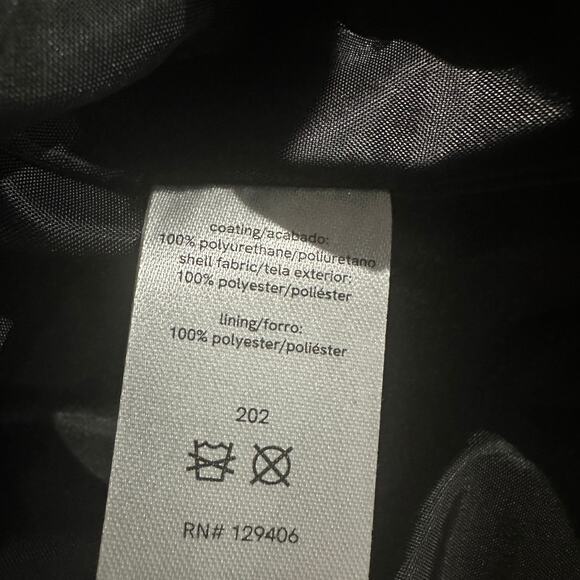 coating/acabado:
100% polyurethane/poliuretano
shell fabric/tela exterior:
100% polyester/poliéster
lining/forro:
100% polyester/poliéster
202
RN# 129406